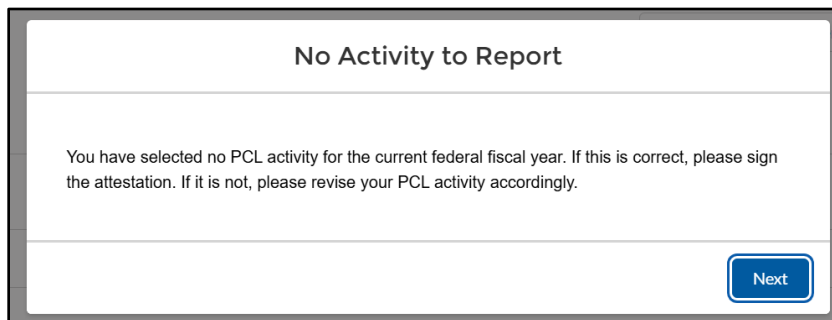 No Activity to Report
You have selected no PCL activity for the current federal fiscal year. If this is correct, please sign
the attestation. If it is not, please revise your PCL activity accordingly.
Next